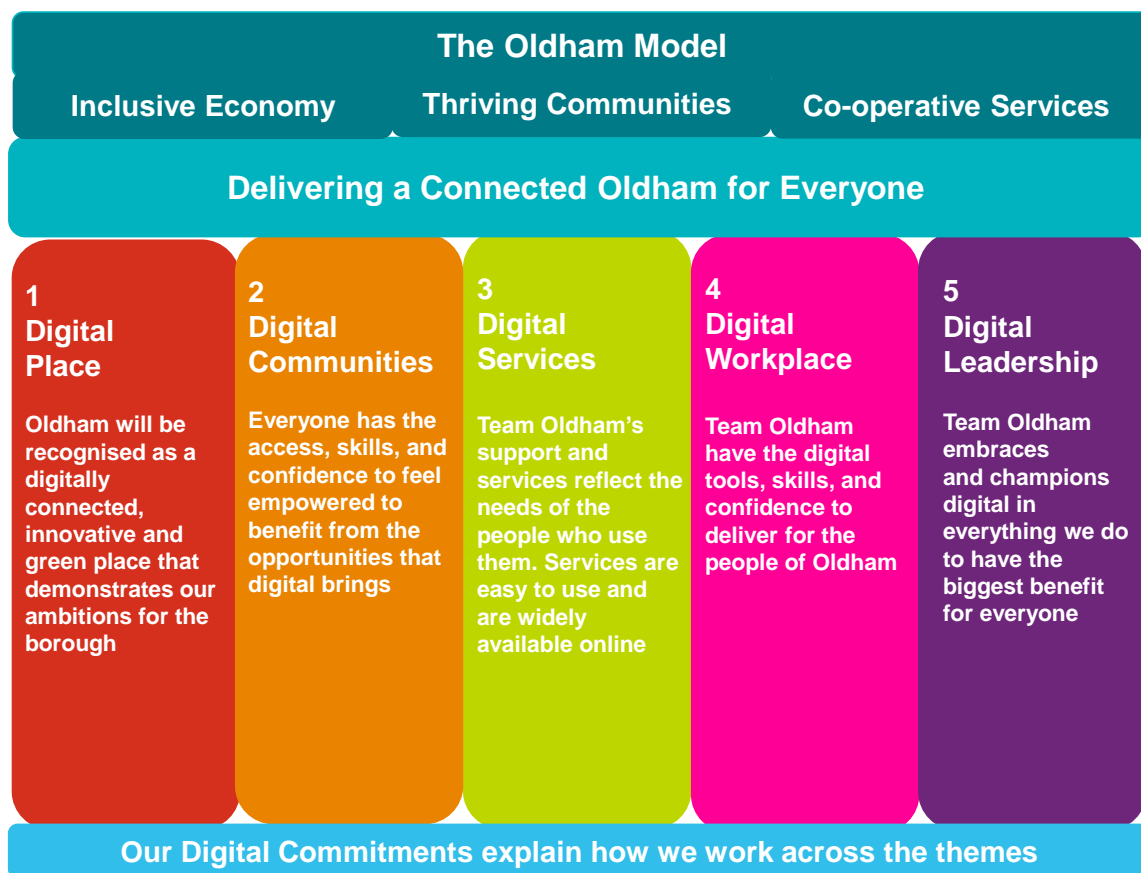 The Oldham Model
Inclusive Economy
Thriving Communities
Co-operative Services
Delivering a Connected Oldham for Everyone
1
Digital
Place
Oldham will be
recognised as a
digitally
connected,
innovative and
green place that
demonstrates our
ambitions for the
borough
2
Digital
Communities
Everyone has the
access, skills, and
confidence to feel
empowered to
benefit from the
opportunities that
digital brings
3
Digital
Services
Team Oldham’s
support and
services reflect the
needs of the
people who use
them. Services are
easy to use and
are widely
available online
4
Digital
Workplace
Team Oldham
have the digital
tools, skills, and
confidence to
deliver for the
people of Oldham
5
Digital
Leadership
Team Oldham
embraces
and champions
digital in
everything we do
to have the
biggest benefit
for everyone
Our Digital Commitments explain how we work across the themes